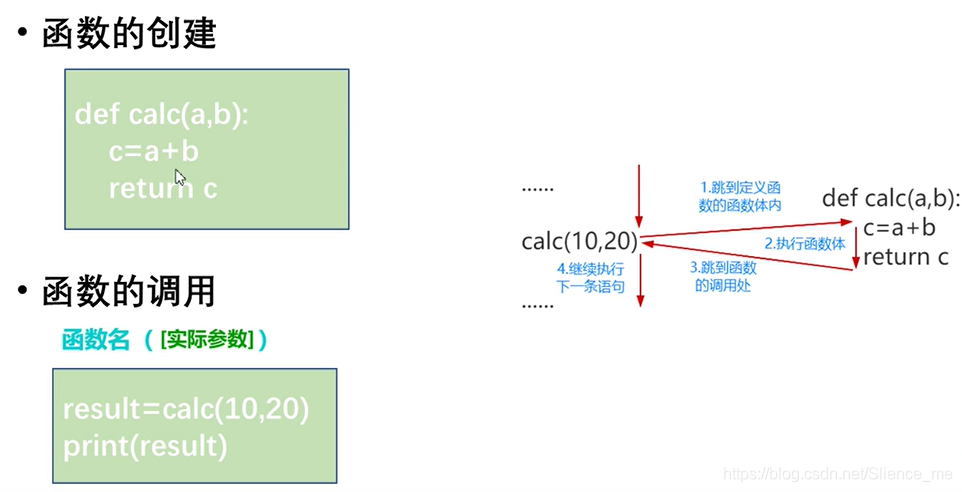 • 函数的创建
def calc(a,b):
c=a+b
return c
• 函数的调用
函数名（ [实际参数] ）
result=calc(10,20)
print(result)
......
calc(10,20)
......
1.跳到定义函
数的函数体内
2.执行函数体
3.跳到函数
的调用处
4.继续执行
下一条语句
def calc(a,b):
c=a+b
return c
https://blog.csdn.net/Slience_me